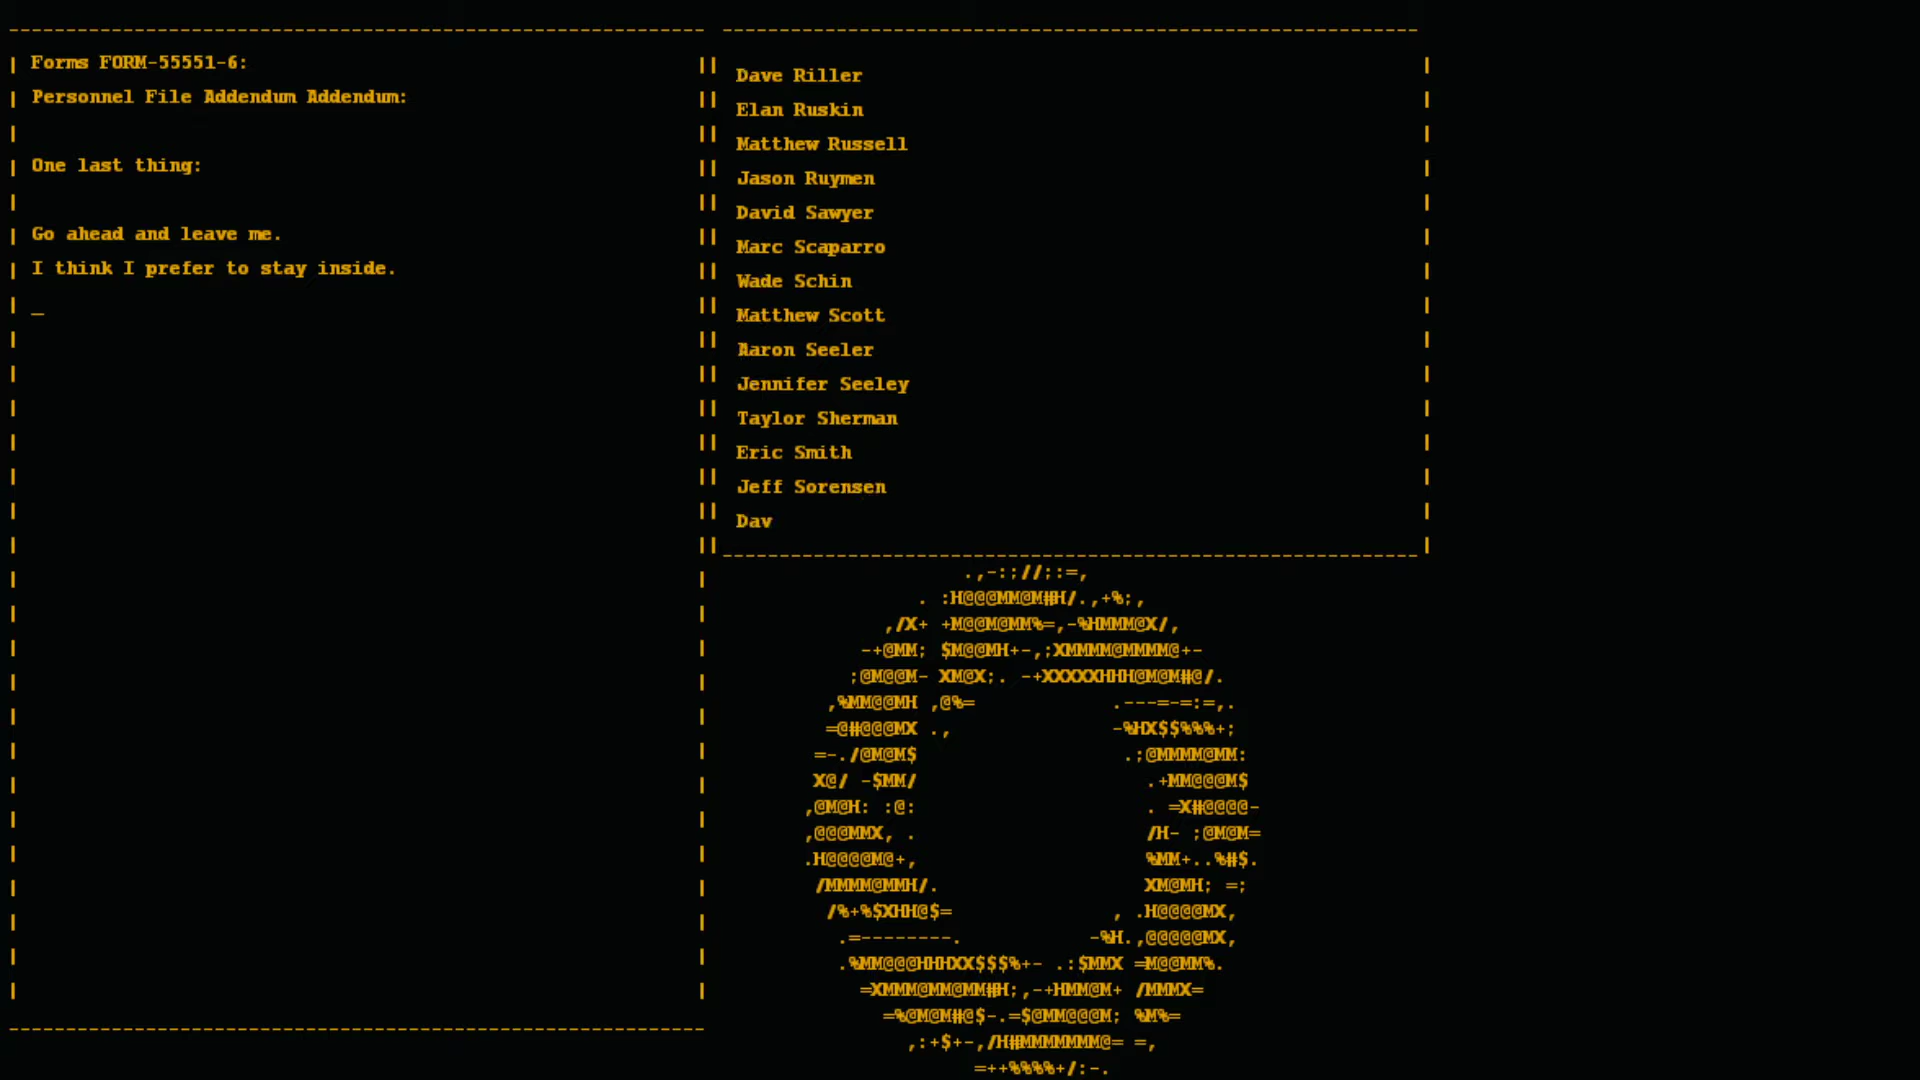 Forms FORM-55551-6:
Personnel File Addendum Addendum:
One last thing:
Go ahead and leave me.
I think I prefer to stay inside.
_
Dave Riller
Elan Ruskin
Matthew Russell
Jason Ruymen
David Sawyer
Marc Scaparro
Wade Schin
Matthew Scott
Aaron Seeler
Jennifer Seeley
Taylor Sherman
Eric Smith
Jeff Sorensen
Dav